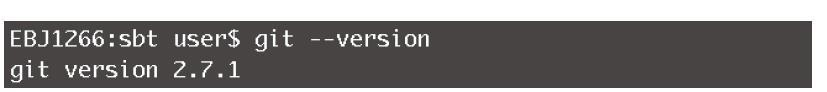 EBJ1266:sbt user$ git --version
git version 2.7.1